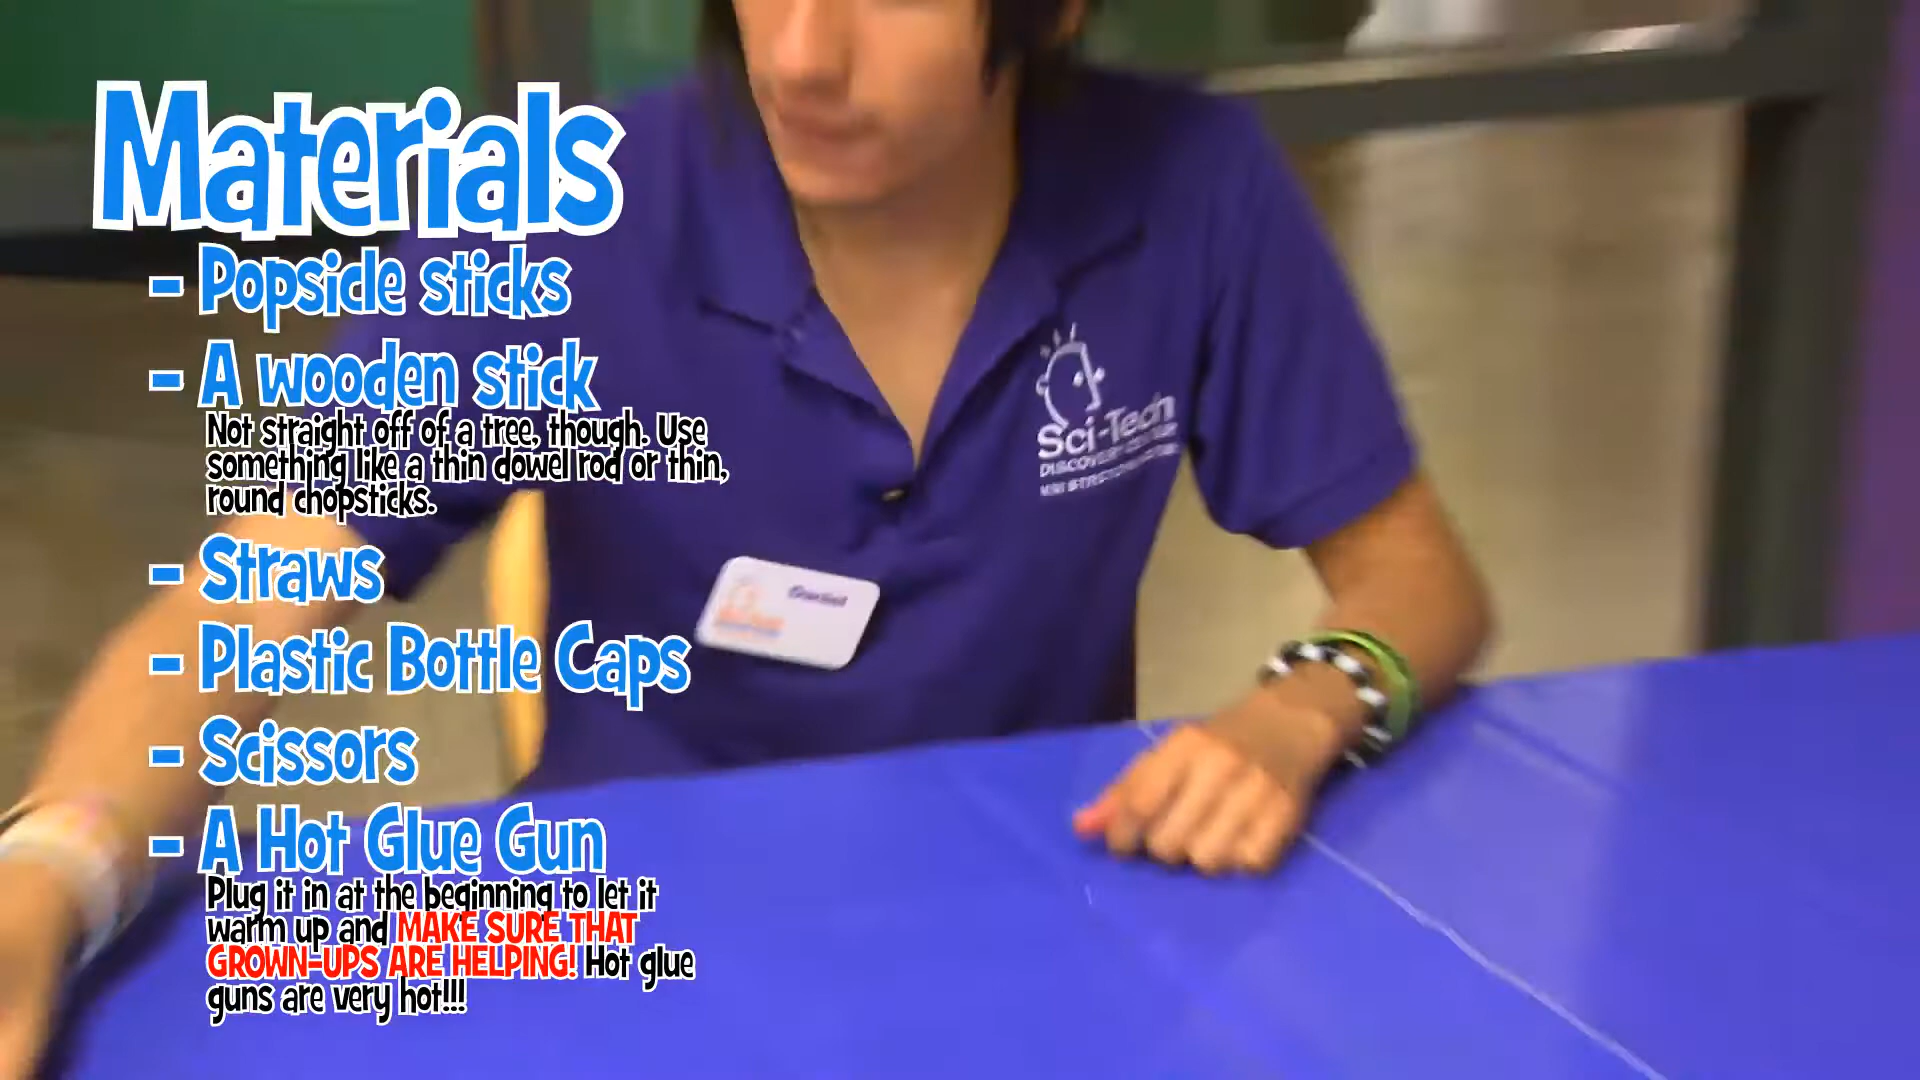 Materials
- Popsicle sticks
- A wooden stick
Not straight off of a tree, though. Use
something like a thin dowel rod or thin,
round chopsticks.
- Straws
- Plastic Bottle Caps
- Scissors
- A Hot Glue Gun
Plug it in at the beginning to let it
warm up and MAKE SURE THAT
GROWN-UPS ARE HELPING! Hot glue
guns are very hot!!!
Sci-Tech
DISCOVERY CENTER